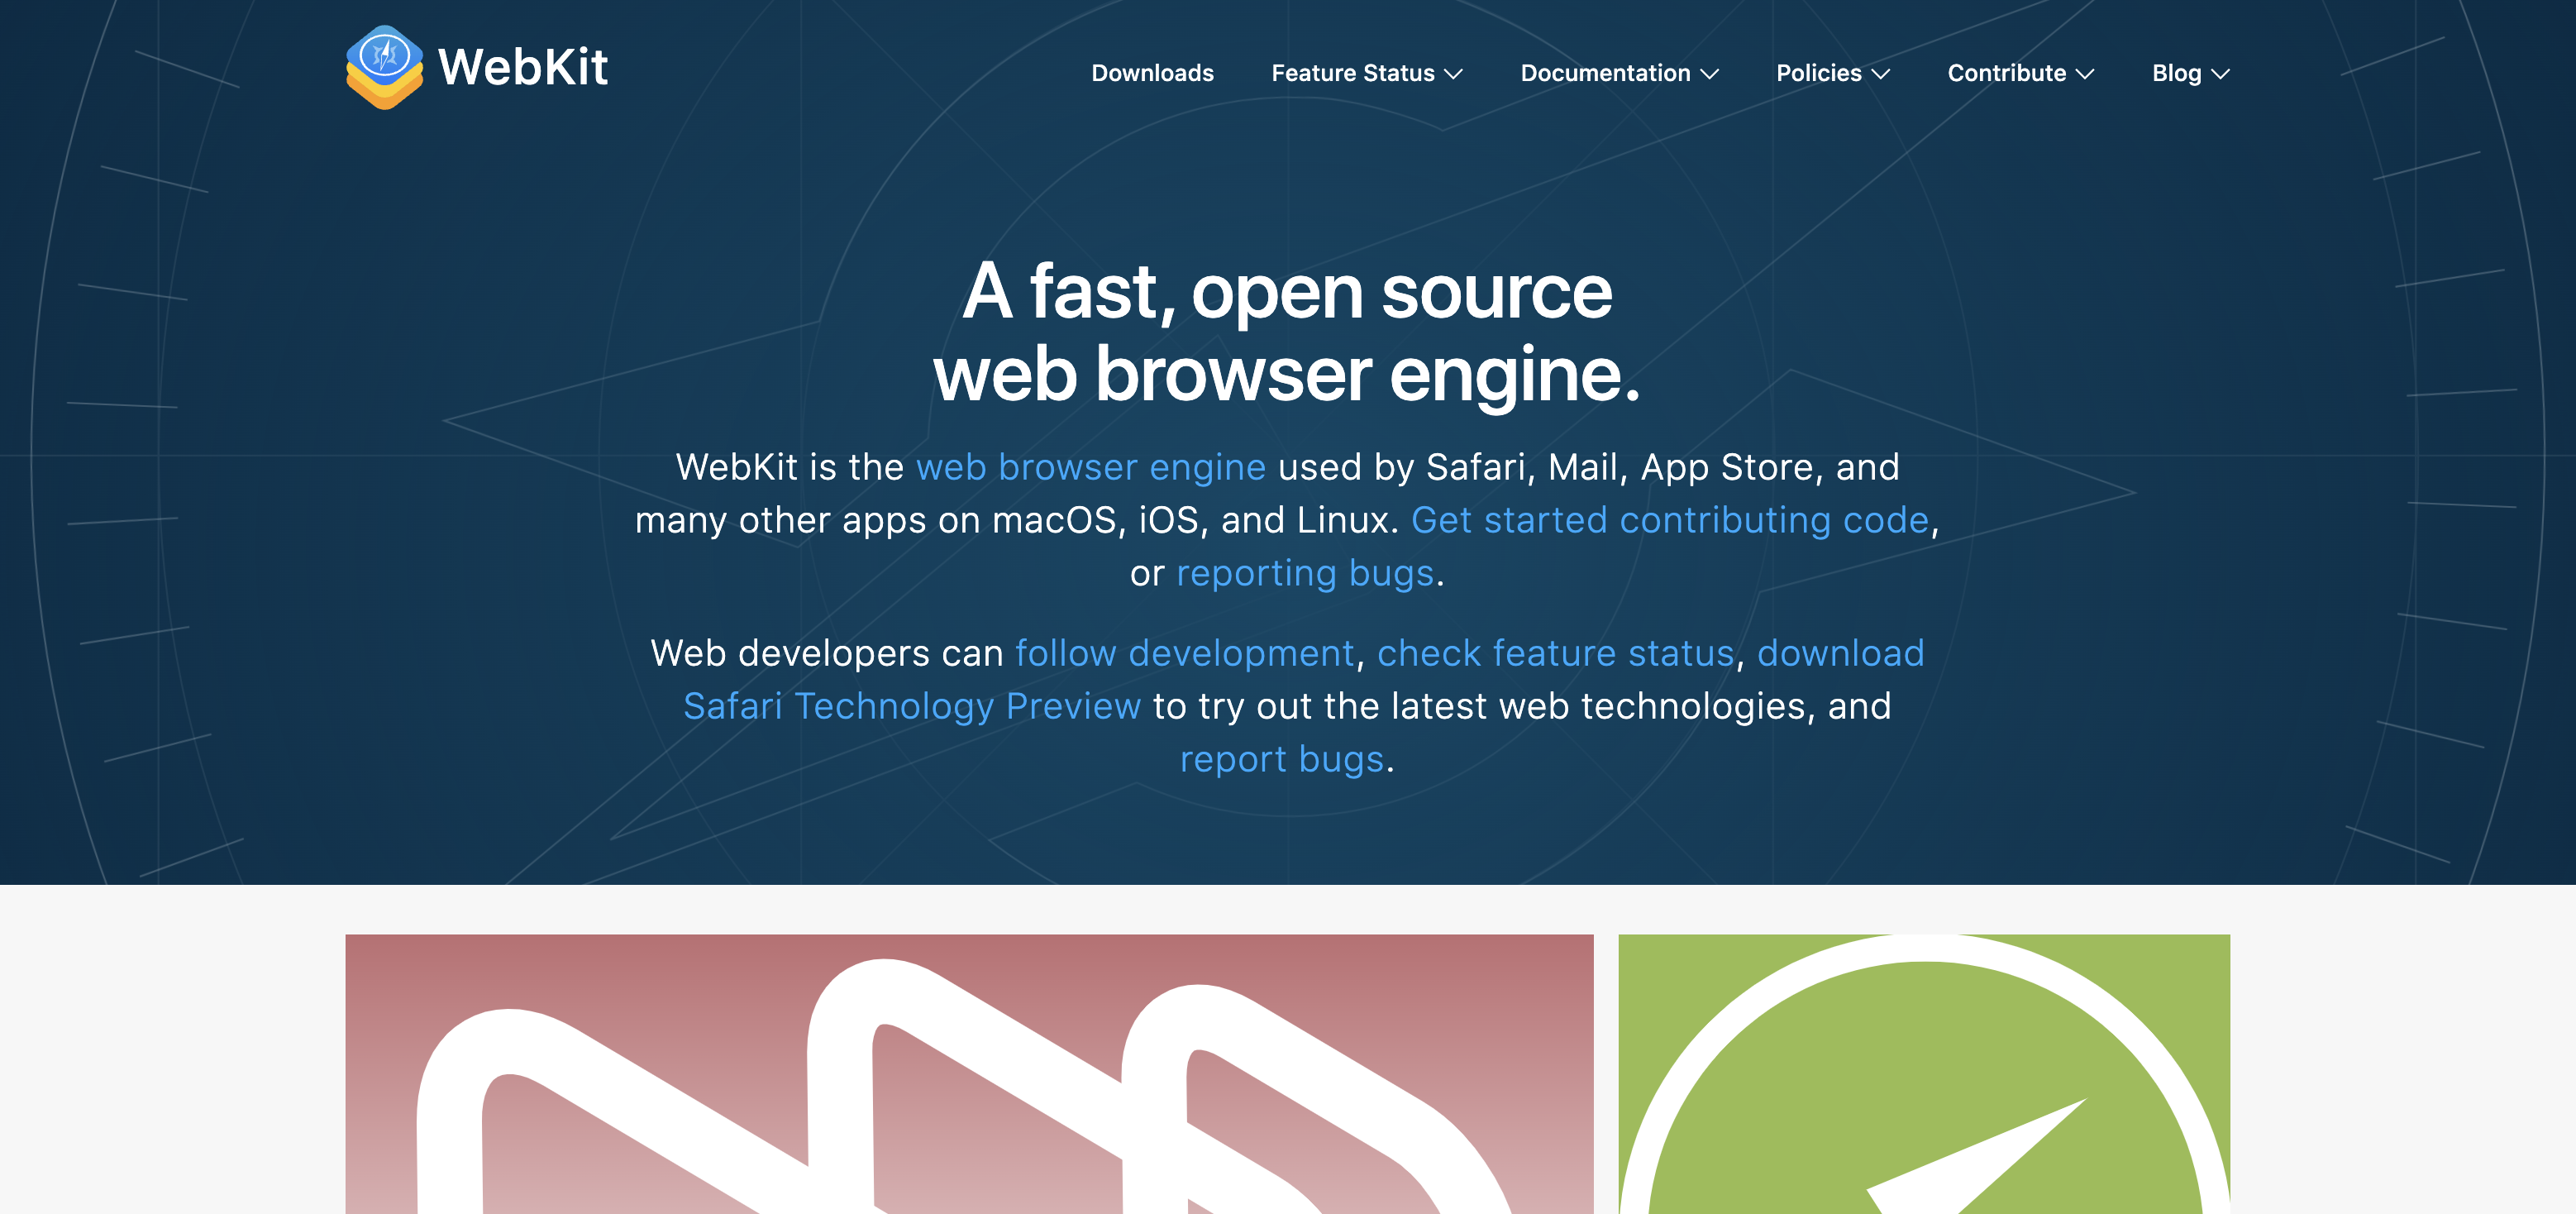 WebKit
Downloads
Feature Status
Documentation
Policies
Contribute
Blog
A fast, open source
web browser engine.
WebKit is the web browser engine used by Safari, Mail, App Store, and
many other apps on macOS, iOS, and Linux. Get started contributing code,
or reporting bugs.
Web developers can follow development, check feature status, download
Safari Technology Preview to try out the latest web technologies, and
report bugs.